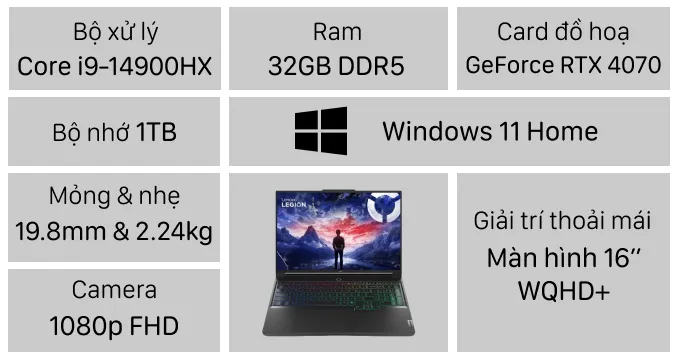 Bộ xử lý
Core i9-14900HX
Ram
32GB DDR5
Card đồ hoạ
GeForce RTX 4070
Bộ nhớ 1TB
Windows 11 Home
Mỏng & nhẹ
19.8mm & 2.24kg
Lenovo
LEGION
Giải trí thoải mái
Màn hình 16’’
WQHD+
Camera
1080p FHD